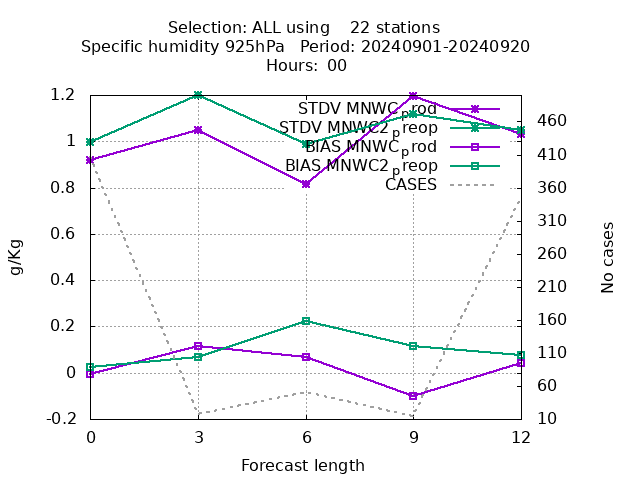 Selection: ALL using 22 stations
Specific humidity 925hPa Period: 20240901-20240920
Hours: 00
1.2
1
0.8
0.6
0.4
0.2
0
-0.2
g/Kg
STDV MNWC_prod
STDV MNWC2_preop
BIAS MNWC_prod
BIAS MNWC2_preop
CASES
460
410
360
310
260
210
160
110
60
10
No cases
0 3 6 9 12
Forecast length